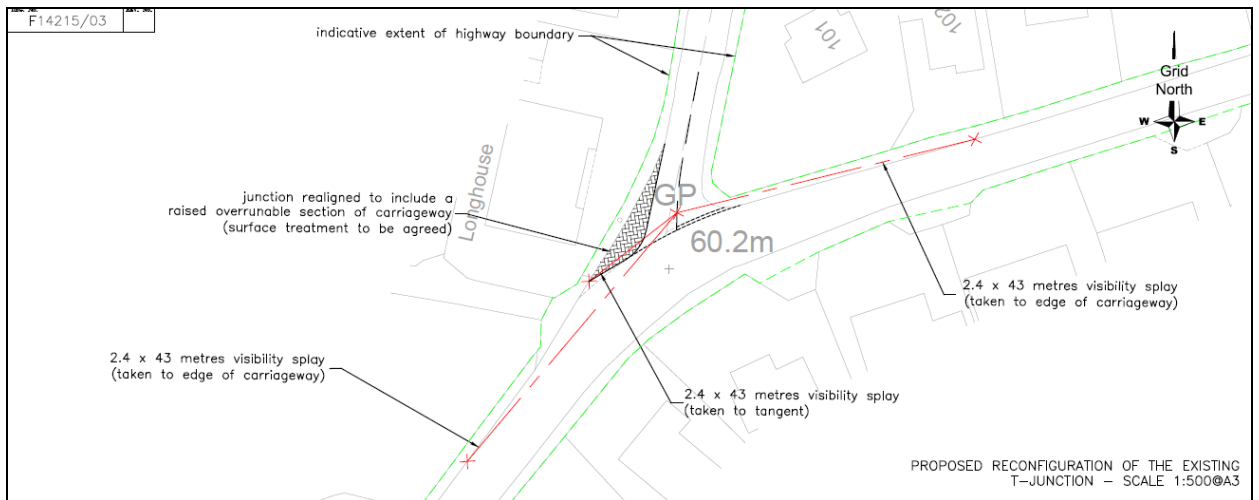 F14215/03
indicative extent of highway boundary
101
102
Grid
North
W E
S
Longhouse
junction realigned to include a
raised overrunable section of carriageway
(surface treatment to be agreed)
GP
60.2m
2.4 x 43 metres visibility splay
(taken to edge of carriageway)
2.4 x 43 metres visibility splay
(taken to edge of carriageway)
2.4 x 43 metres visibility splay
(taken to tangent)
PROPOSED RECONFIGURATION OF THE EXISTING
T-JUNCTION - SCALE 1:500@A3